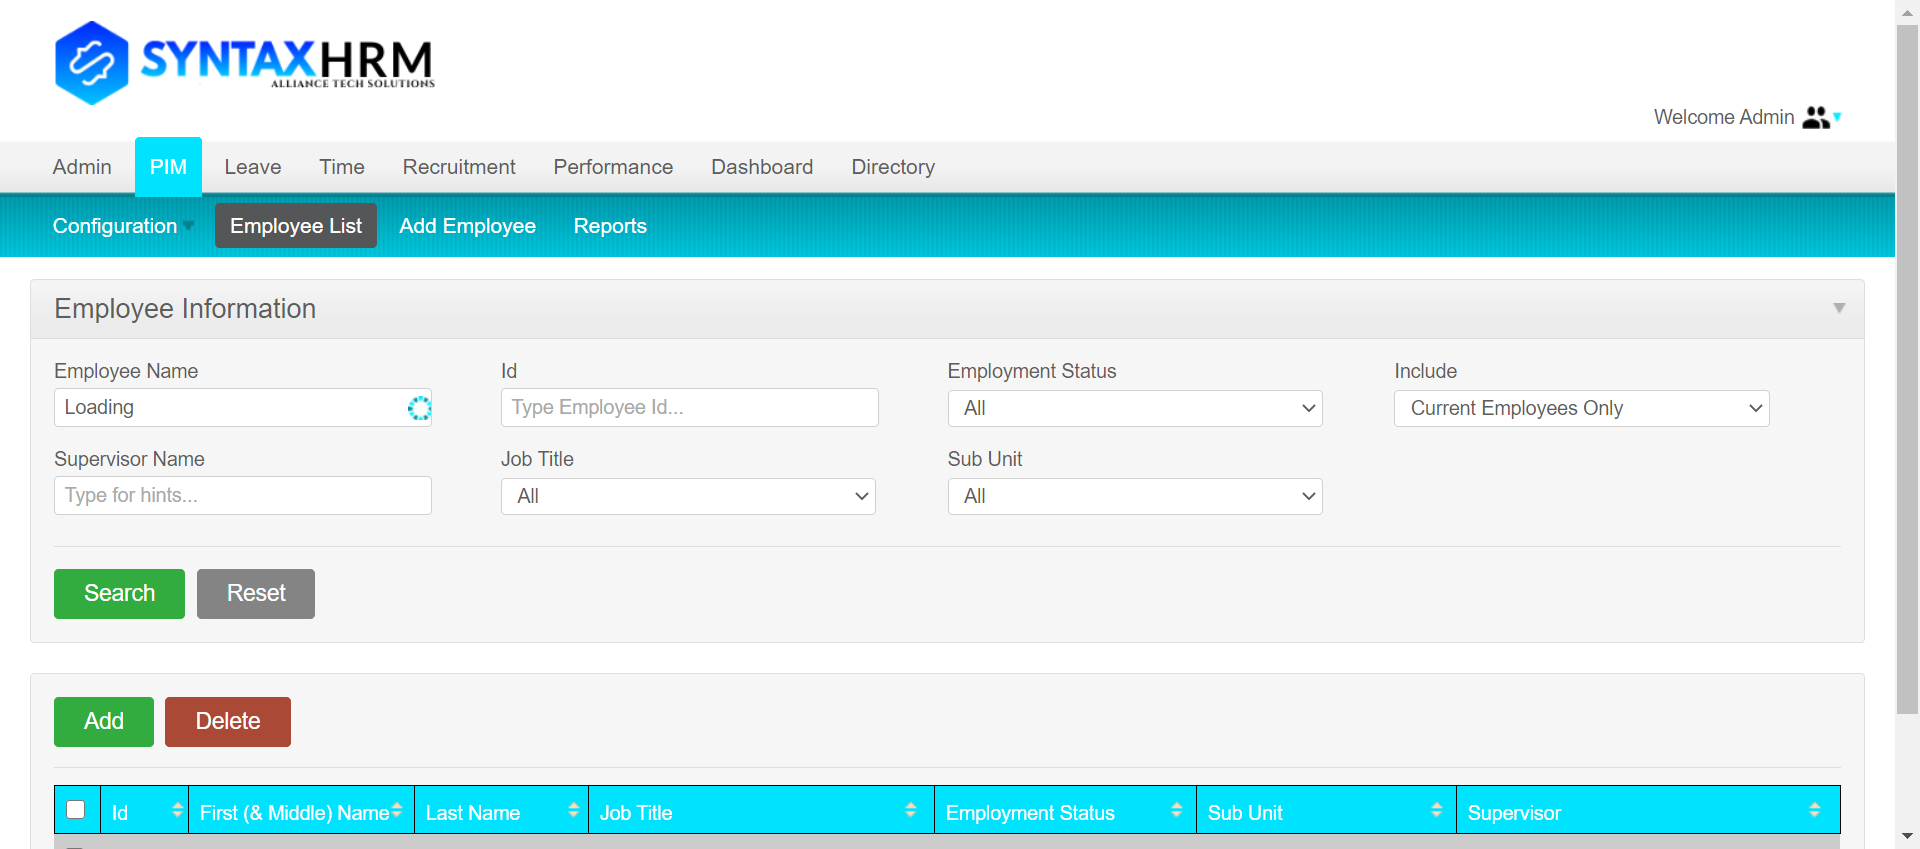 SYNTAXHRM
ALLIANCE TECH SOLUTIONS
Welcome Admin
Admin PIM Leave Time Recruitment Performance Dashboard Directory
Configuration Employee List Add Employee Reports
Employee Information
Employee Name Id Employment Status Include
Loading Type Employee Id... All Current Employees Only
Supervisor Name Job Title Sub Unit
Type for hints... All All
Search Reset
Add Delete
Id First (& Middle) Name Last Name Job Title Employment Status Sub Unit Supervisor